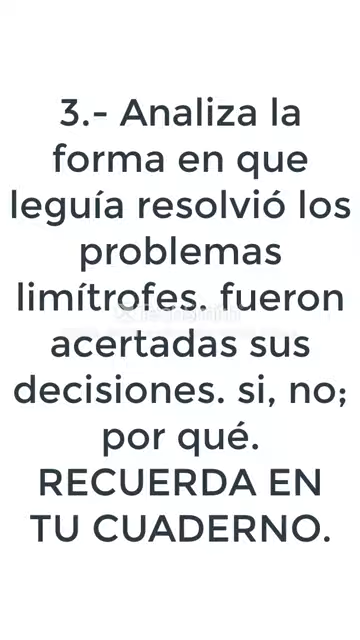 3.- Analiza la
forma en que
leguía resolvió los
problemas
limítrofes. fueron
acertadas sus
decisiones. si, no;
por qué.
RECUERDA EN
TU CUADERNO.